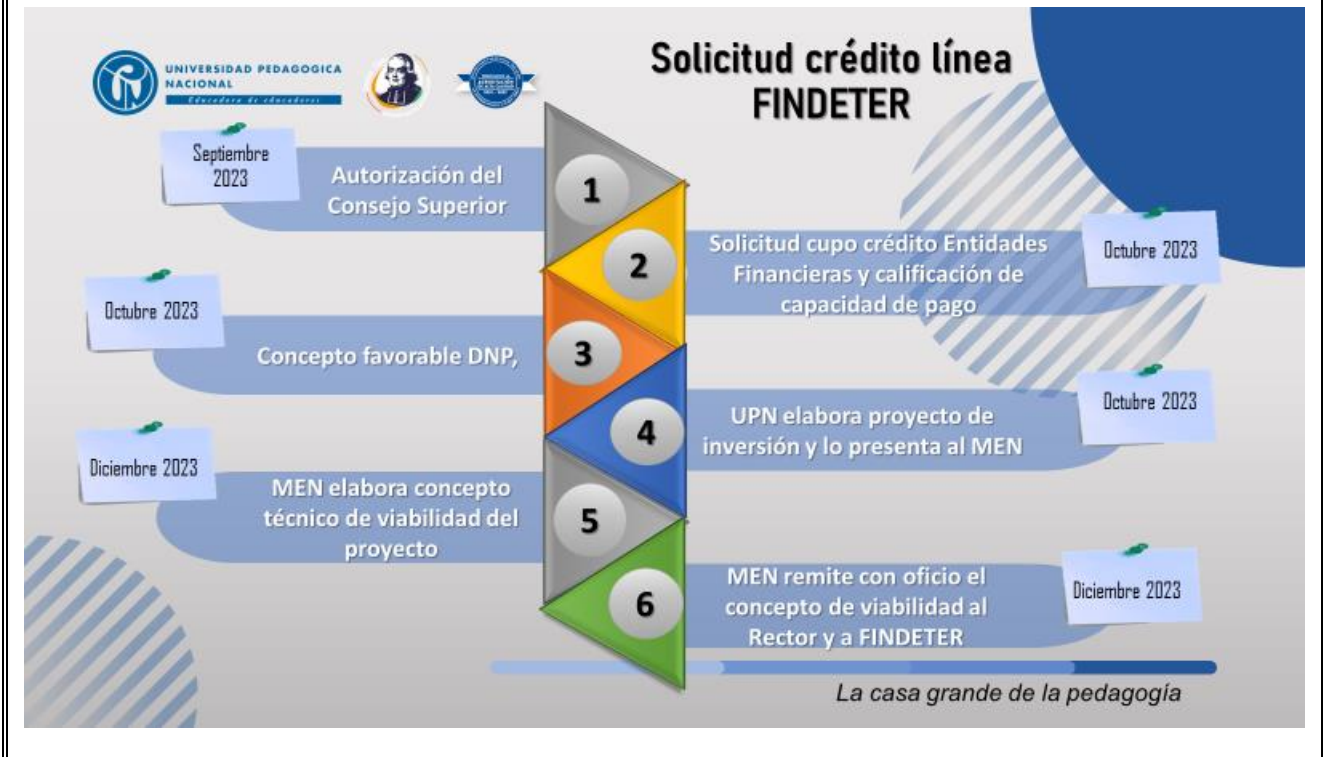 UNIVERSIDAD PEDAGOGICA
NACIONAL
Educadora de educadores
Solicitud crédito línea
FINDETER
Septiembre
2023
Autorización del
Consejo Superior
1
2
Solicitud cupo crédito Entidades
Financieras y calificación de
capacidad de pago
Octubre 2023
Octubre 2023
Concepto favorable DNP,
3
4
UPN elabora proyecto de
inversión y lo presenta al MEN
Octubre 2023
Diciembre 2023
MEN elabora concepto
técnico de viabilidad del
proyecto
5
6
MEN remite con oficio el
concepto de viabilidad al
Rector y a FINDETER
Diciembre 2023
La casa grande de la pedagogía